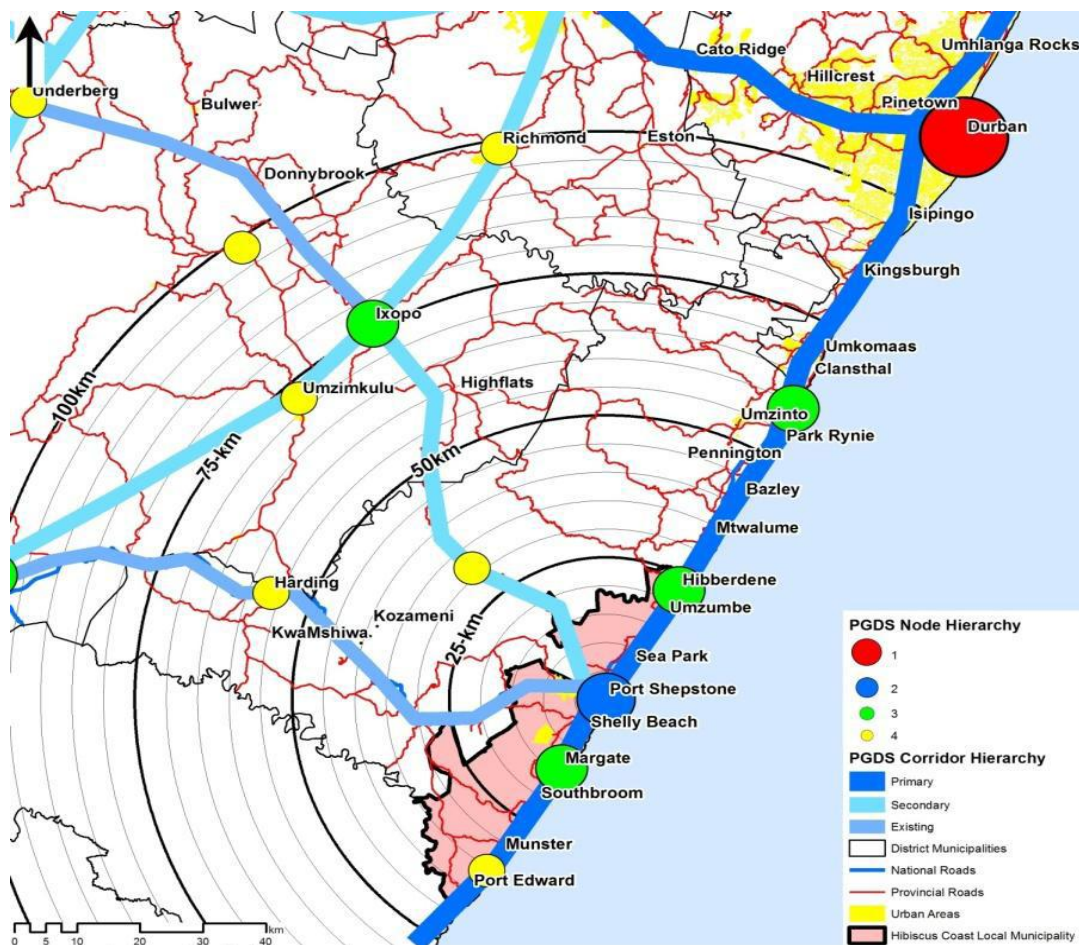 Cato Ridge
Umhlanga Rocks
Hillcrest
Underberg
Bulwer
Pinetown
Durban
Richmond
Eston
Donnybrook
Isipingo
Kingsburgh
Ixopo
Umkomaas
Clansthal
Highflats
Umzimkulu
100km
Umzinto
Park Rynie
75-km
50km
Pennington
Bazley
Mtwalume
Harding
Hibberdene
Umzumbe
Kozameni
KwaMshiwa.
25-km
Sea Park
Port Shepstone
Shelly Beach
Margate
Southbroom
Munster
Port Edward
PGDS Node Hierarchy
1
2
3
4
PGDS Corridor Hierarchy
Primary
Secondary
Existing
District Municipalities
National Roads
Provincial Roads
Urban Areas
Hibiscus Coast Local Municipality
km
0 5 10 20 30 40